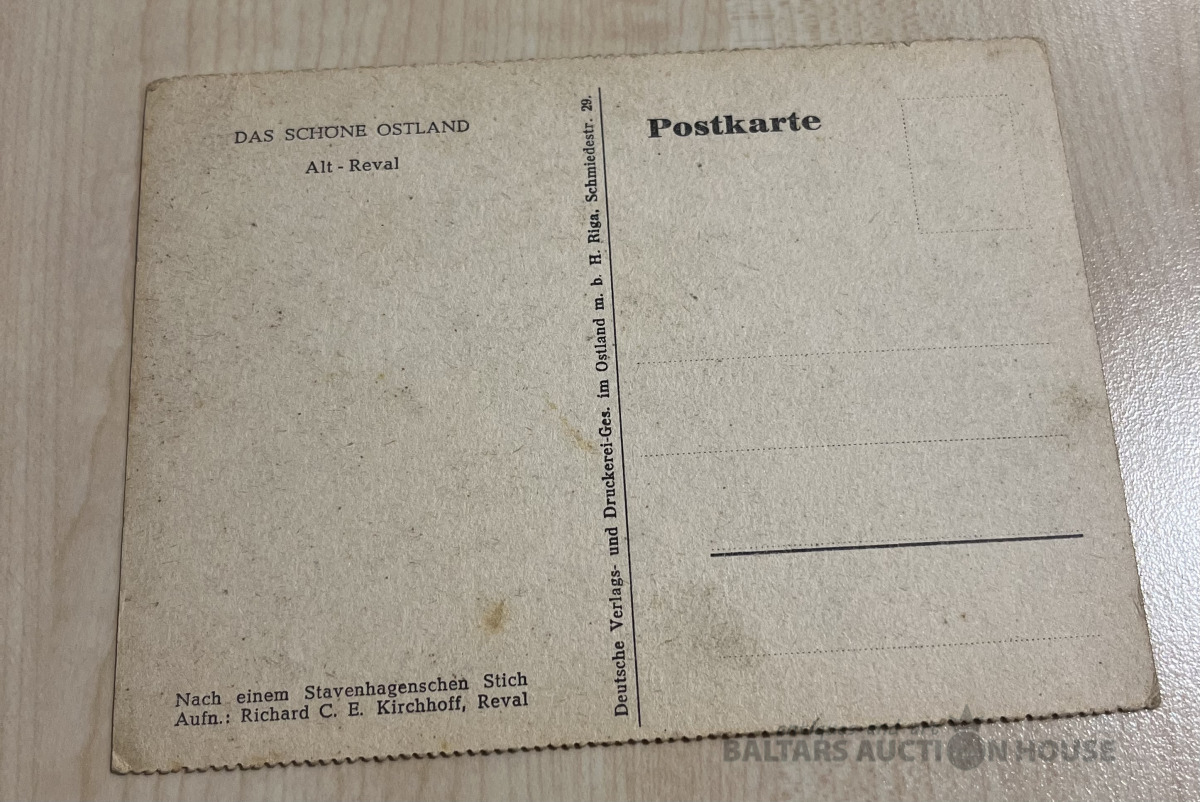 DAS SCHÖNE OSTLAND
Alt - Reval
Nach einem Stavenhagenschen Stich
Aufn.: Richard C. E. Kirchhoff, Reval
Deutsche Verlags- und Druckerei-Ges. im Ostland m. b. H. Riga, Schmiedestr. 29.
Postkarte
BALTARS AUCTION HOUSE